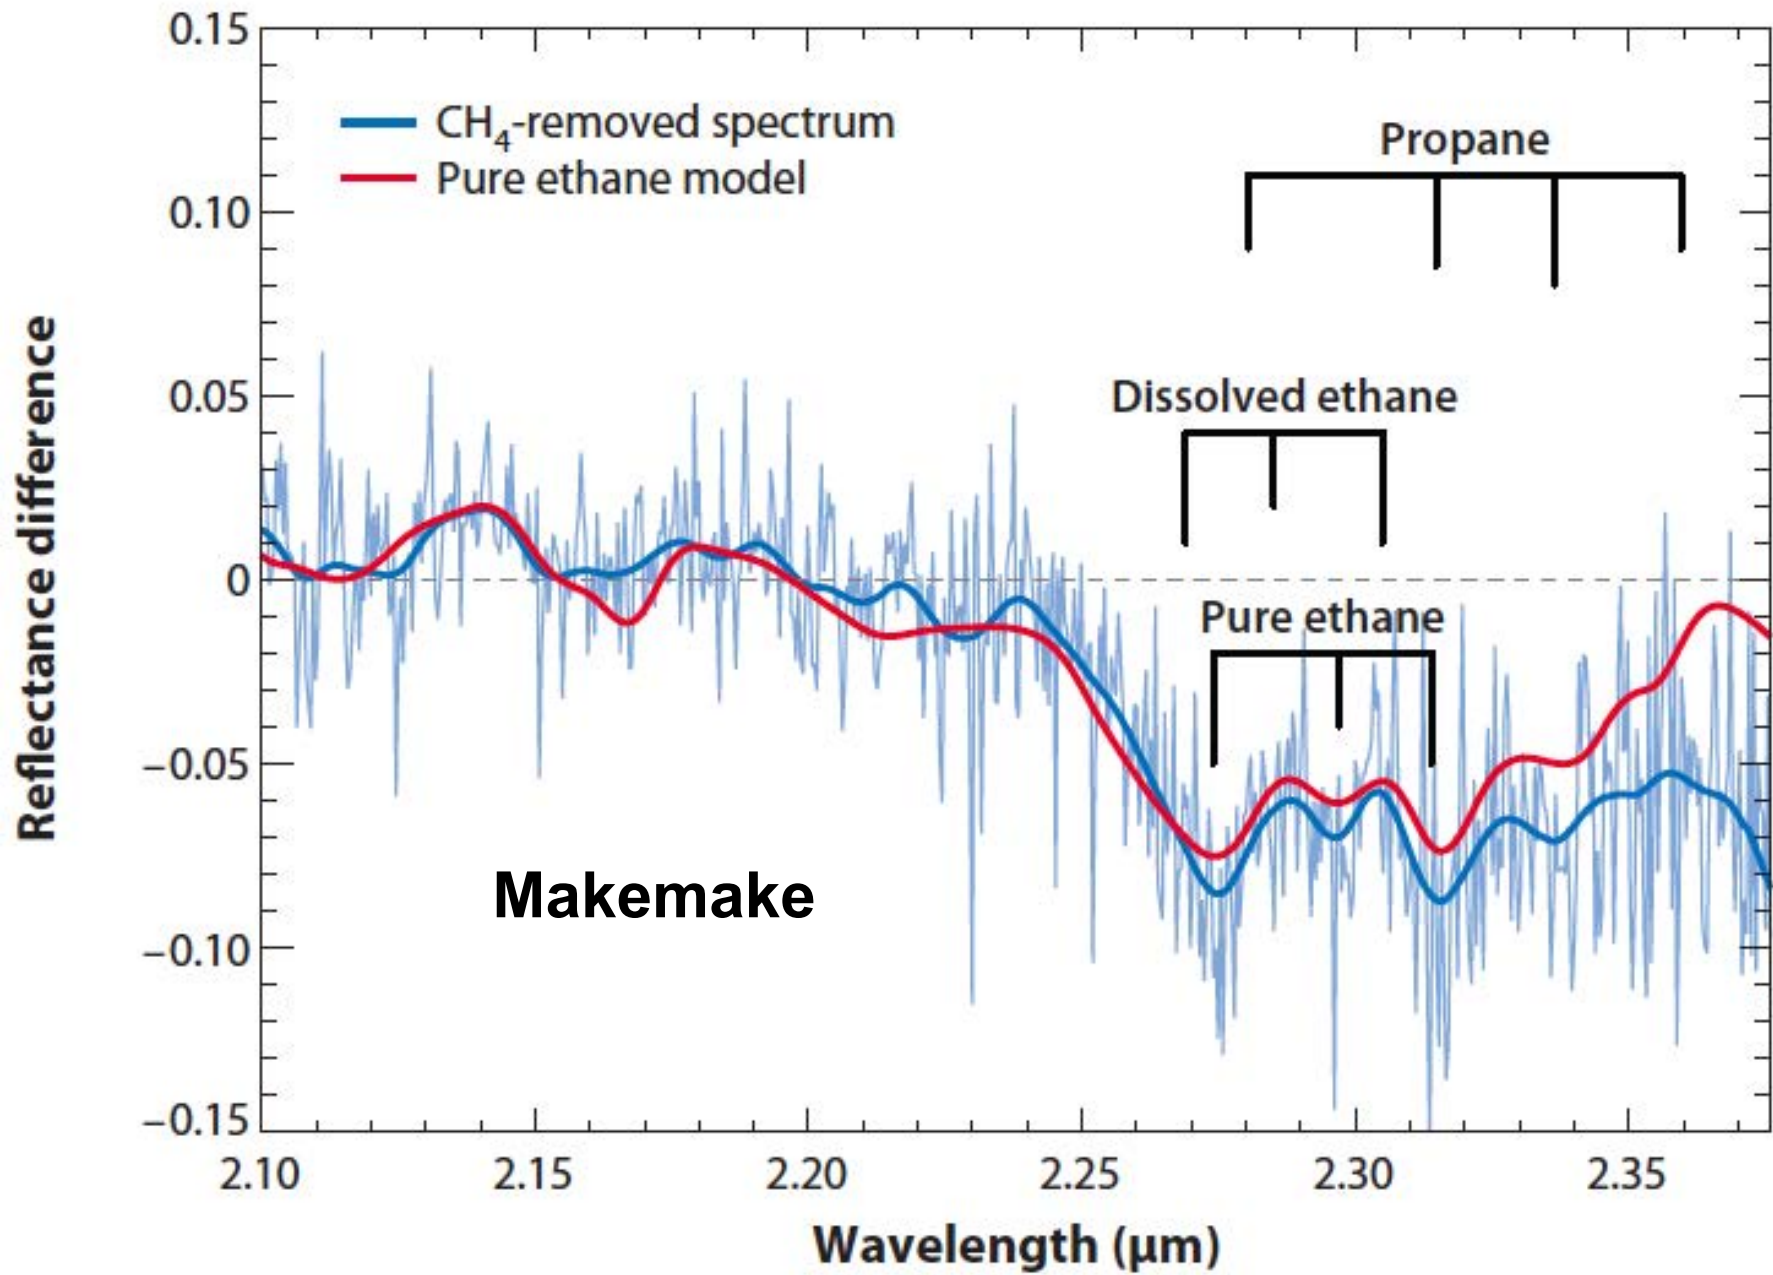 0.15
0.10
0.05
0
−0.05
−0.10
−0.15
Reflectance difference
CH4-removed spectrum
Pure ethane model
Propane
Dissolved ethane
Pure ethane
Makemake
2.10 2.15 2.20 2.25 2.30 2.35
Wavelength (μm)